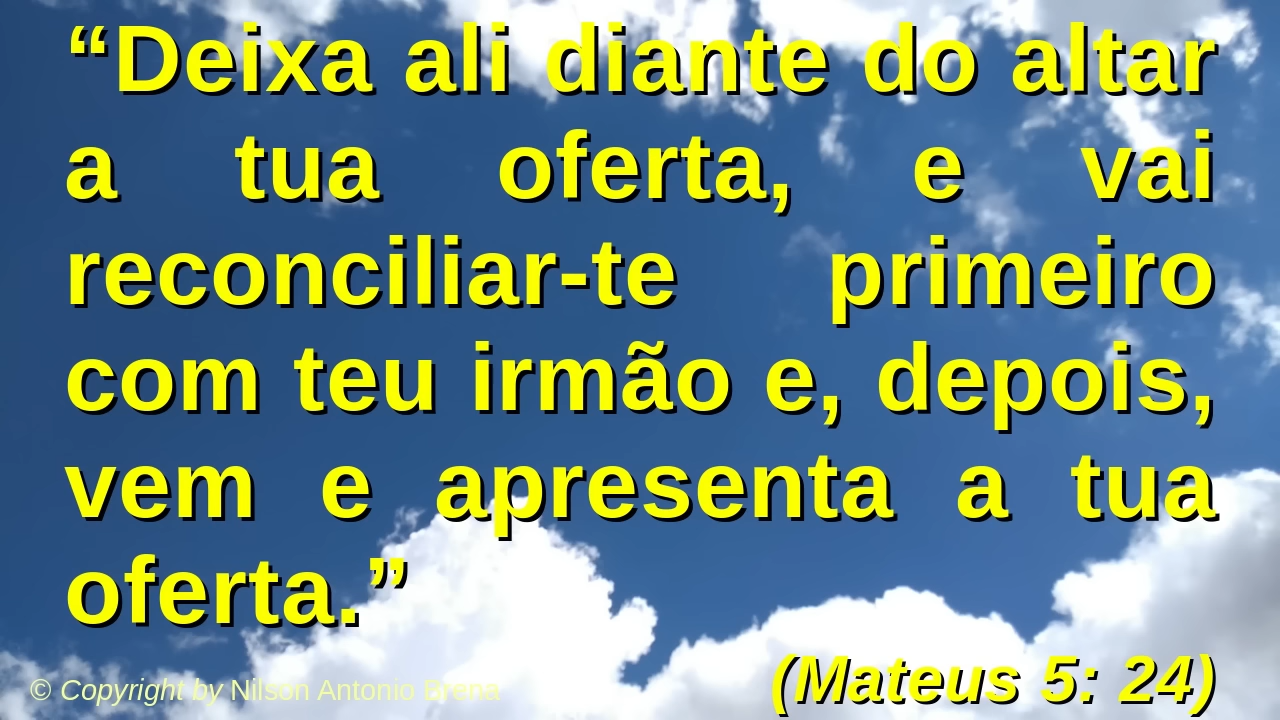 “Deixa ali diante do altar
a tua oferta, e vai
reconciliar-te primeiro
com teu irmão e, depois,
vem e apresenta a tua
oferta.”
(Mateus 5: 24)
© Copyright by Nilson Antonio Brena